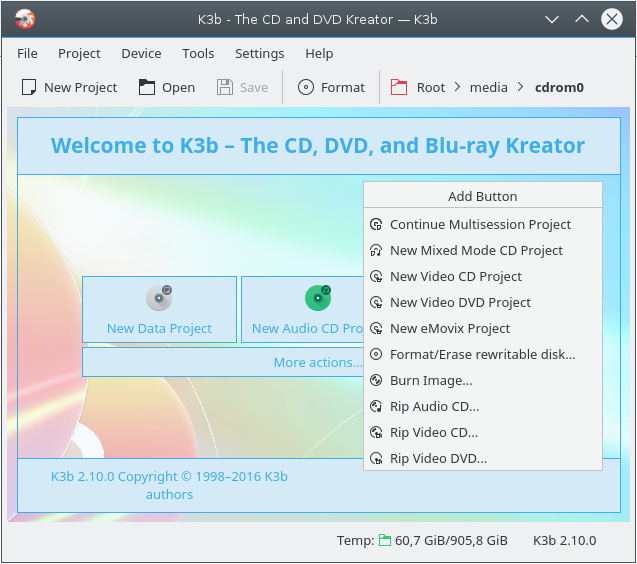 K3b - The CD and DVD Kreator — K3b
File Project Device Tools Settings Help
New Project Open Save Format Root > media > cdrom0
Welcome to K3b – The CD, DVD, and Blu-ray Kreator
Add Button
Continue Multisession Project
New Mixed Mode CD Project
New Video CD Project
New Video DVD Project
New eMovix Project
Format/Erase rewritable disk...
Burn Image...
Rip Audio CD...
Rip Video CD...
Rip Video DVD...
New Data Project New Audio CD Pro
More actions...
K3b 2.10.0 Copyright © 1998–2016 K3b
authors
Temp: 60,7 GiB/905,8 GiB K3b 2.10.0